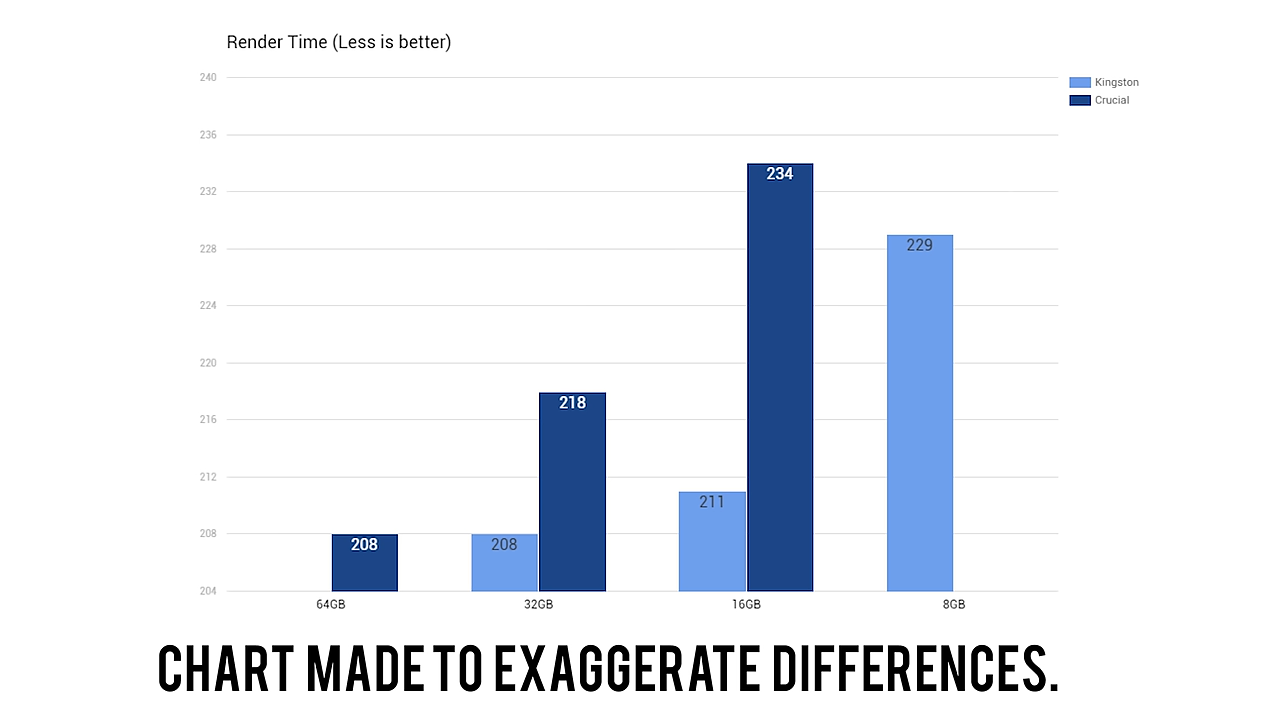 Render Time (Less is better)
240
Kingston
Crucial
236
232
228
224
220
216
212
208
204
234
229
218
211
208
208
64GB
32GB
16GB
8GB
CHART MADE TO EXAGGERATE DIFFERENCES.